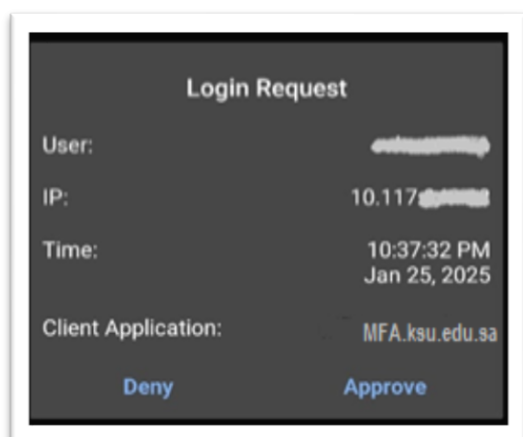 Login Request
User:
IP: 10.117.
Time: 10:37:32 PM
Jan 25, 2025
Client Application: MFA.ksu.edu.sa
Deny Approve